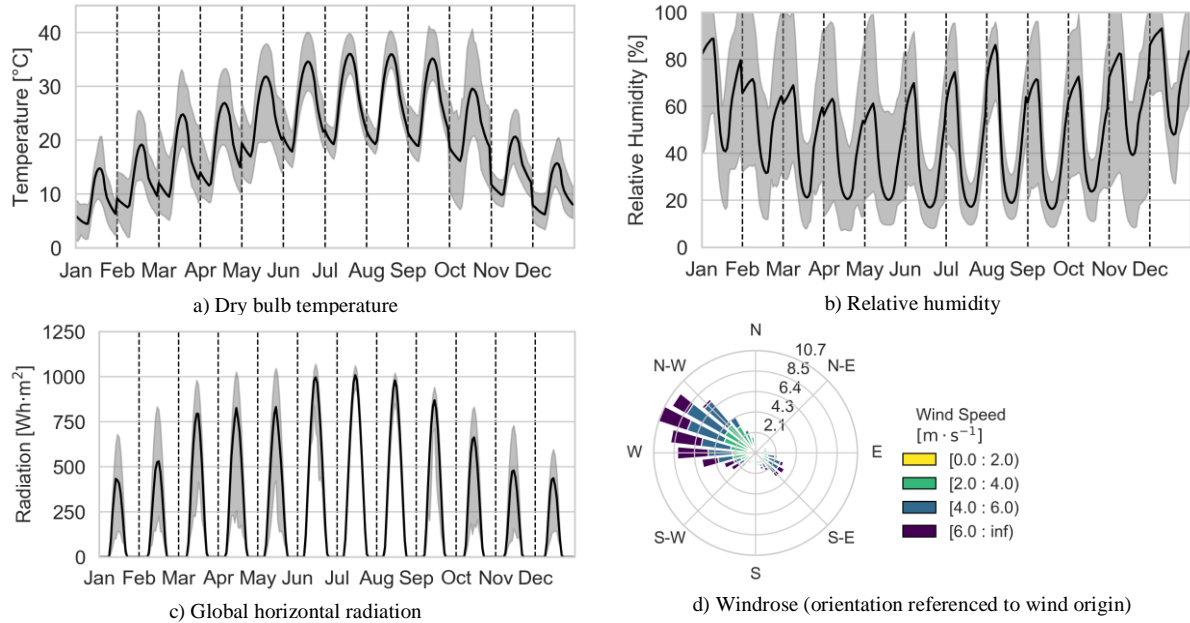 Temperature [°C]
40
30
20
10
0
Jan Feb Mar Apr May Jun Jul Aug Sep Oct Nov Dec
a) Dry bulb temperature
Relative Humidity [%]
100
80
60
40
20
0
Jan Feb Mar Apr May Jun Jul Aug Sep Oct Nov Dec
b) Relative humidity
Radiation [Wh·m²]
1250
1000
750
500
250
0
Jan Feb Mar Apr May Jun Jul Aug Sep Oct Nov Dec
c) Global horizontal radiation
N
N-W
N-E
10.7
8.5
6.4
4.3
2.1
W
E
S-W
S-E
S
Wind Speed
[m · s⁻¹]
[0.0 : 2.0)
[2.0 : 4.0)
[4.0 : 6.0)
[6.0 : inf)
d) Windrose (orientation referenced to wind origin)